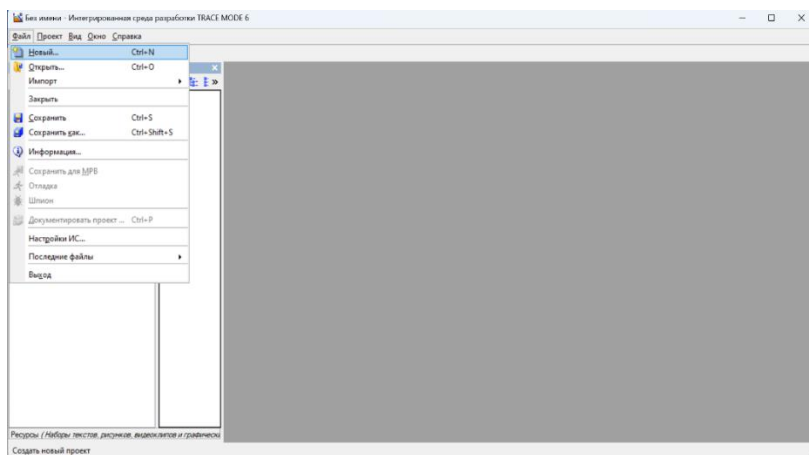 Без имени - Интегрированная среда разработки TRACE MODE 6
Файл Проект Вид Окно Справка
Новый... Ctrl+N
Открыть... Ctrl+O
Импорт
Закрыть
Сохранить Ctrl+S
Сохранить как... Ctrl+Shift+S
Информация...
Сохранить для МРВ
Отладка
Шпион
Документировать проект ... Ctrl+P
Настройки ИС...
Последние файлы
Выход
Ресурсы ( Наборы текстов, рисунков, видеоклипов и графически
Создать новый проект